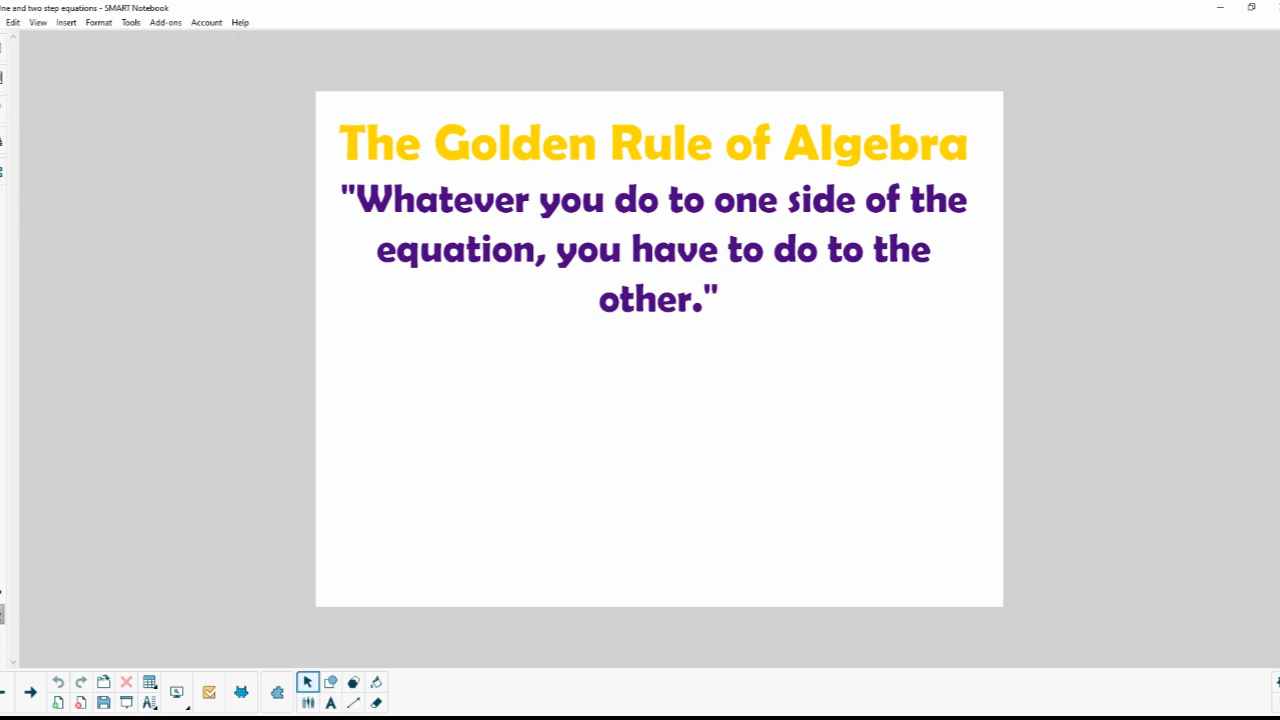 One and two step equations - SMART Notebook
Edit View Insert Format Tools Add-ons Account Help
The Golden Rule of Algebra
"Whatever you do to one side of the
equation, you have to do to the
other."